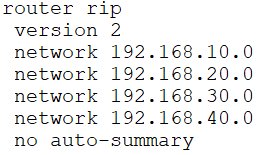 router rip
 version 2
 network 192.168.10.0
 network 192.168.20.0
 network 192.168.30.0
 network 192.168.40.0
 no auto-summary